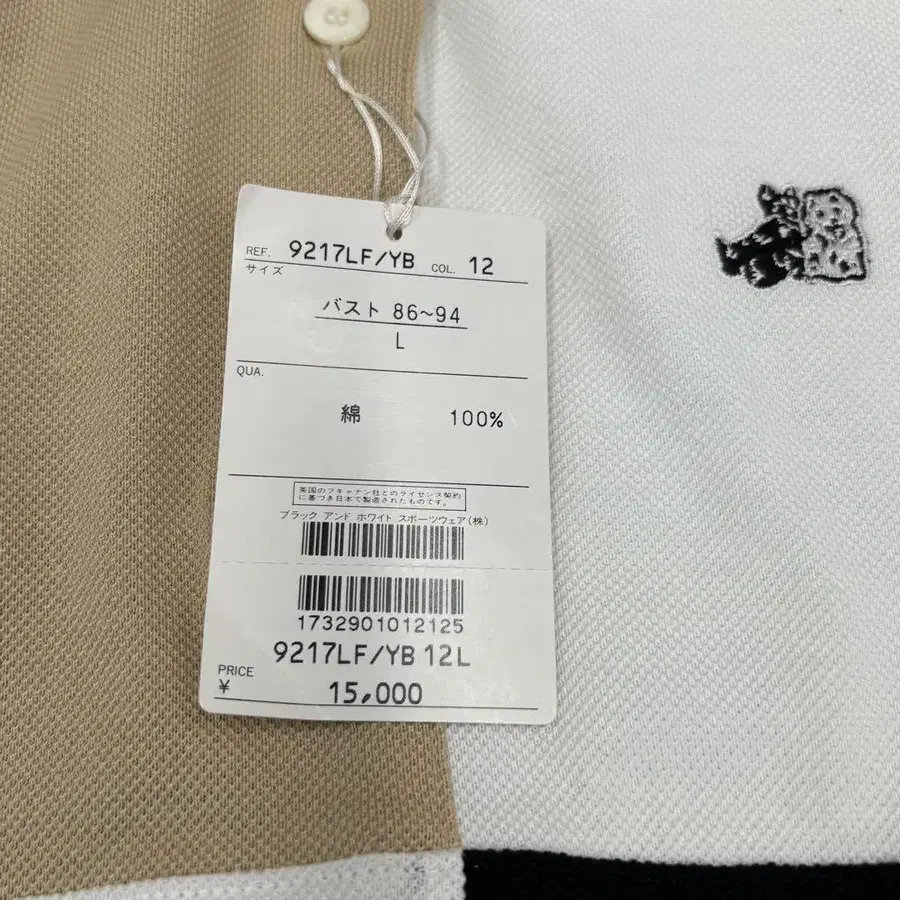 REF. 9217LF/YB COL. 12
サイズ
バスト 86~94
L
QUA.
綿 100%
英国のブキャナン社とのライセンス契約
に基づき日本で製造されたものです。
ブラック アンド ホワイト スポーツウェア(株)
1732901012125
9217LF/YB 12L
PRICE
¥ 15,000